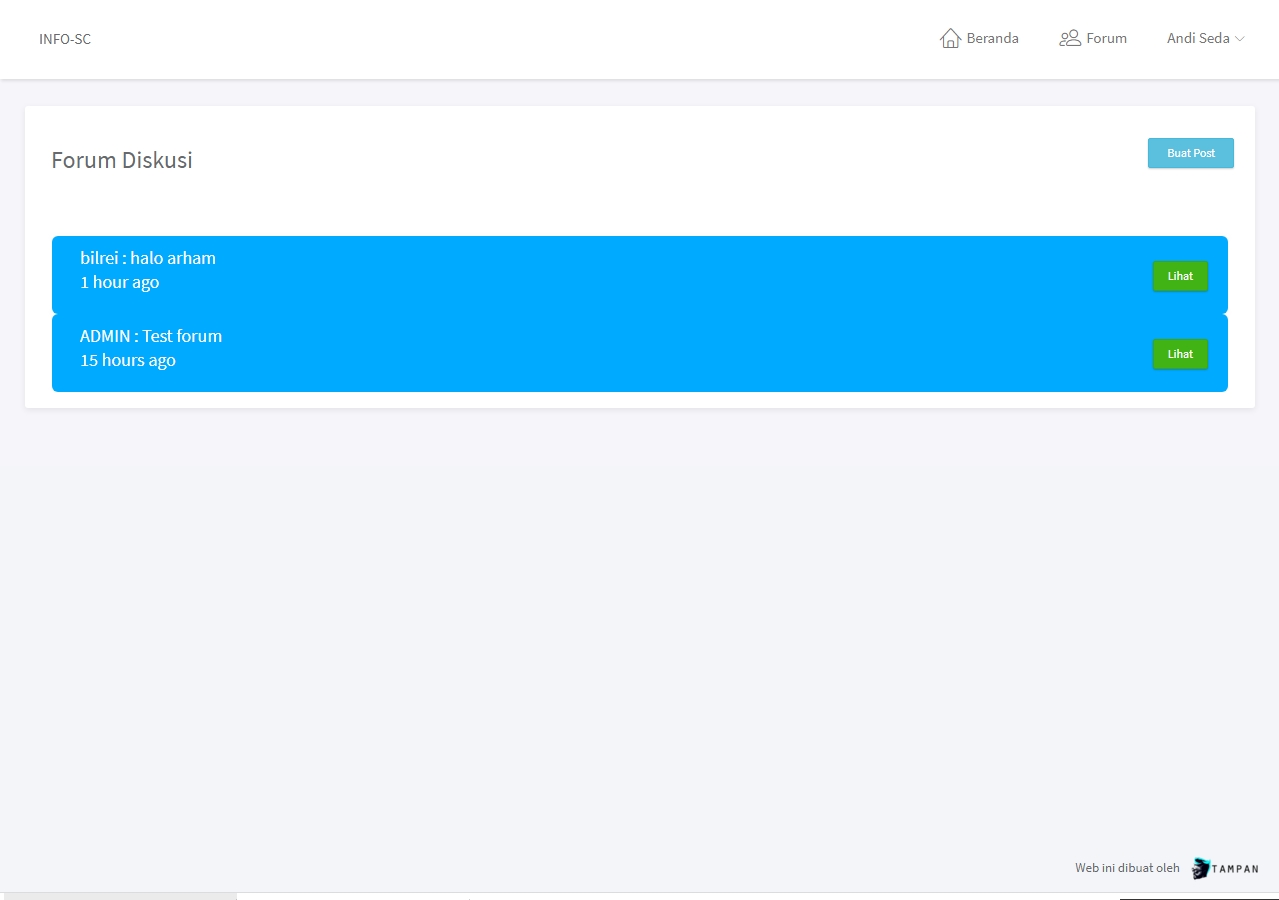 INFO-SC
Beranda
Forum
Andi Seda
Forum Diskusi
Buat Post
bilrei : halo arham
1 hour ago
Lihat
ADMIN : Test forum
15 hours ago
Lihat
Web ini dibuat oleh
TAMPAN